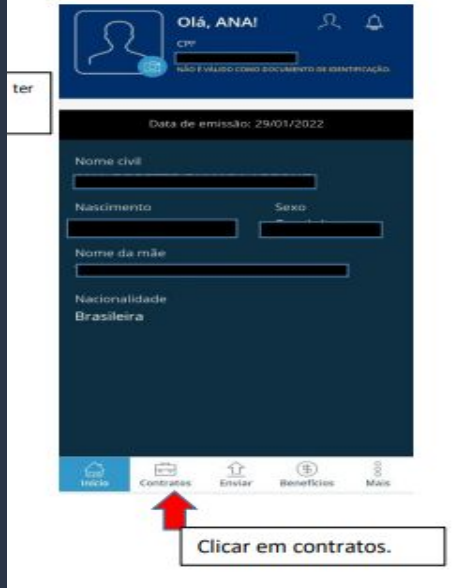 Olá, ANA!
CPF
NÃO É VÁLIDO COMO DOCUMENTO DE IDENTIFICAÇÃO.
ter
Data de emissão: 29/01/2022
Nome civil
Nascimento Sexo
Nome da mãe
Nacionalidade
Brasileira
Início Contratos Enviar Benefícios Mais
Clicar em contratos.